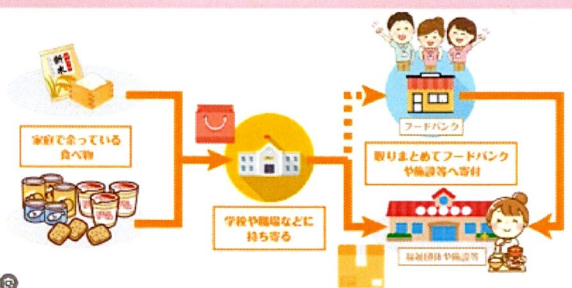 新米
家庭で余っている
食べ物
学校や職場などに
持ち寄る
フードバンク
取りまとめてフードバンク
や施設等へ寄付
福祉団体や施設等